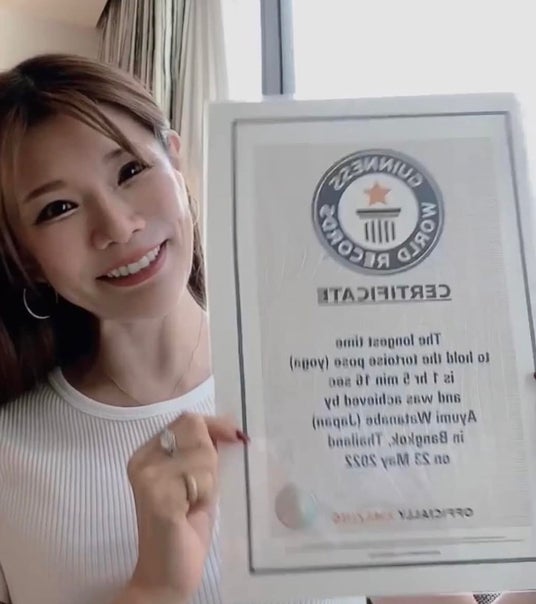 GUINNESS
WORLD RECORDS
CERTIFICATE
The longest time
to hold the tortoise pose (yoga)
is 1 hr 5 min 16 sec
and was achieved by
Ayumi Watanabe (Japan)
in Bangkok, Thailand
on 23 May 2022
OFFICIALLY AMAZING